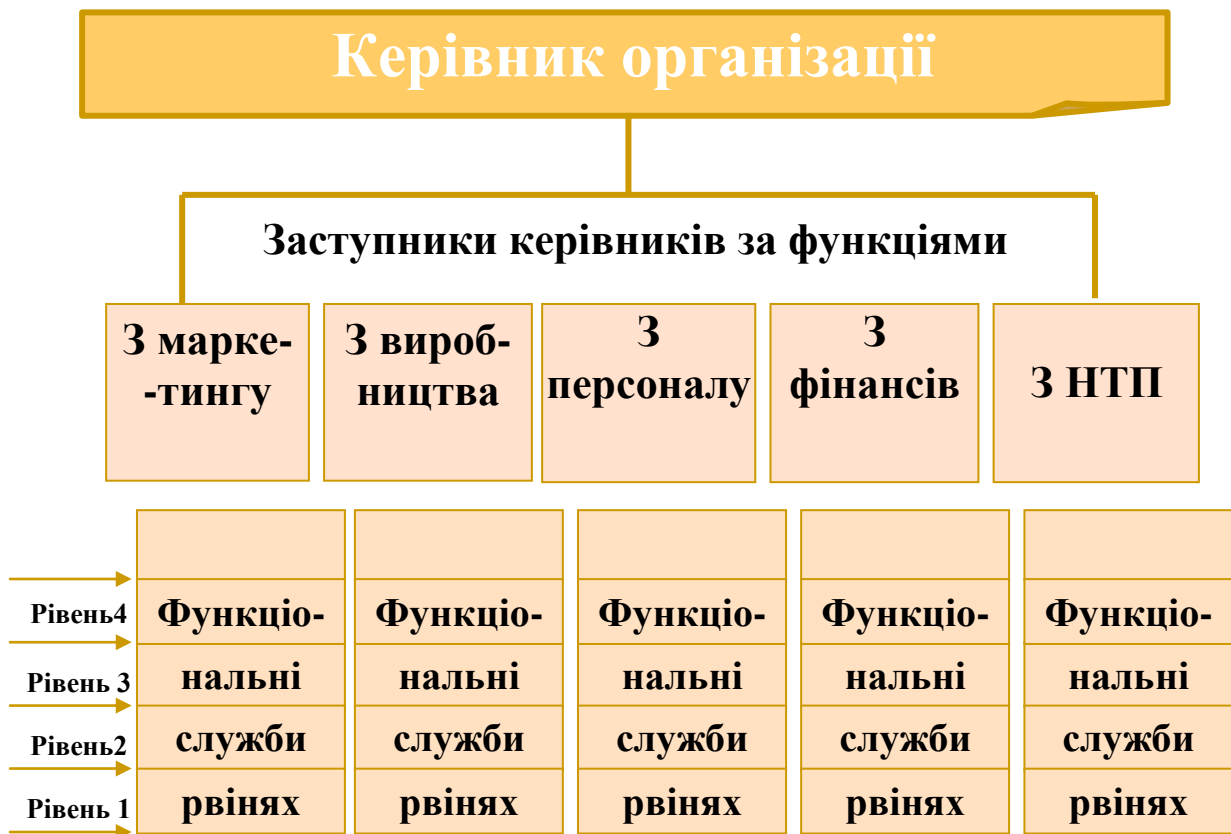 Керівник організації
Заступники керівників за функціями
З марке-
-тингу
З вироб-
ництва
З
персоналу
З
фінансів
З НТП
Рівень4
Функціо-
Функціо-
Функціо-
Функціо-
Функціо-
Рівень 3
нальні
нальні
нальні
нальні
нальні
Рівень2
служби
служби
служби
служби
служби
Рівень 1
рвінях
рвінях
рвінях
рвінях
рвінях